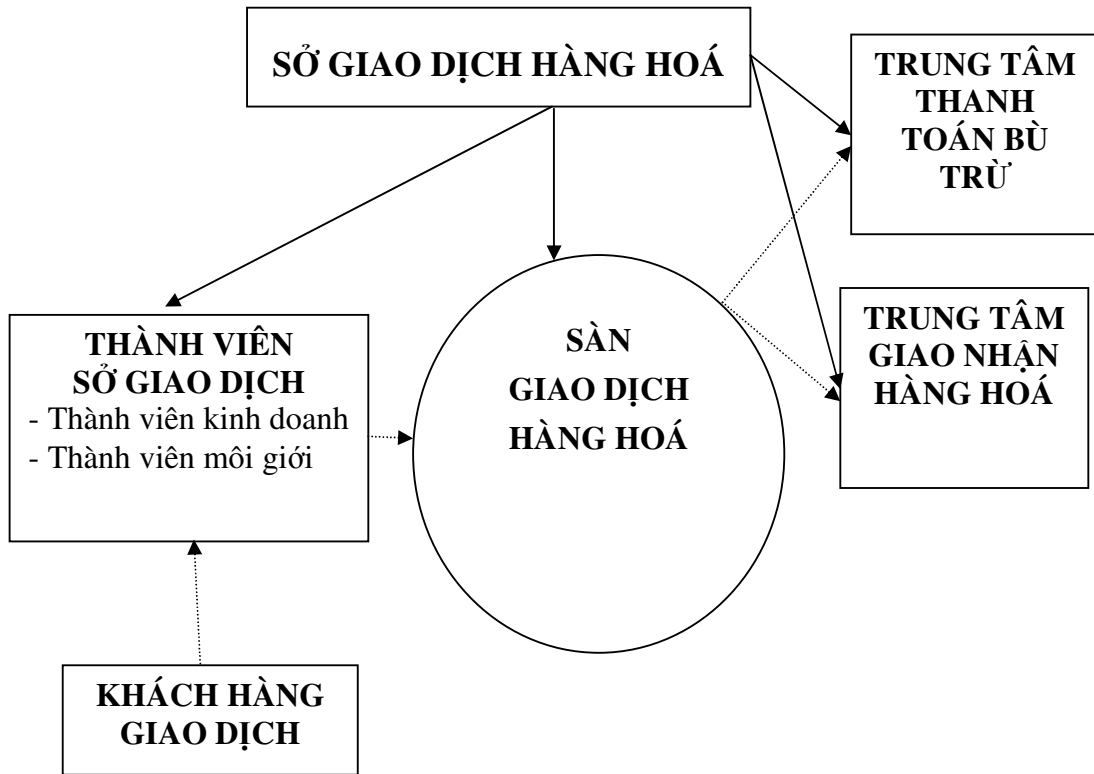 SỞ GIAO DỊCH HÀNG HOÁ
TRUNG TÂM
THANH
TOÁN BÙ
TRỪ
THÀNH VIÊN
SỞ GIAO DỊCH
- Thành viên kinh doanh
- Thành viên môi giới
SÀN
GIAO DỊCH
HÀNG HOÁ
TRUNG TÂM
GIAO NHẬN
HÀNG HOÁ
KHÁCH HÀNG
GIAO DỊCH